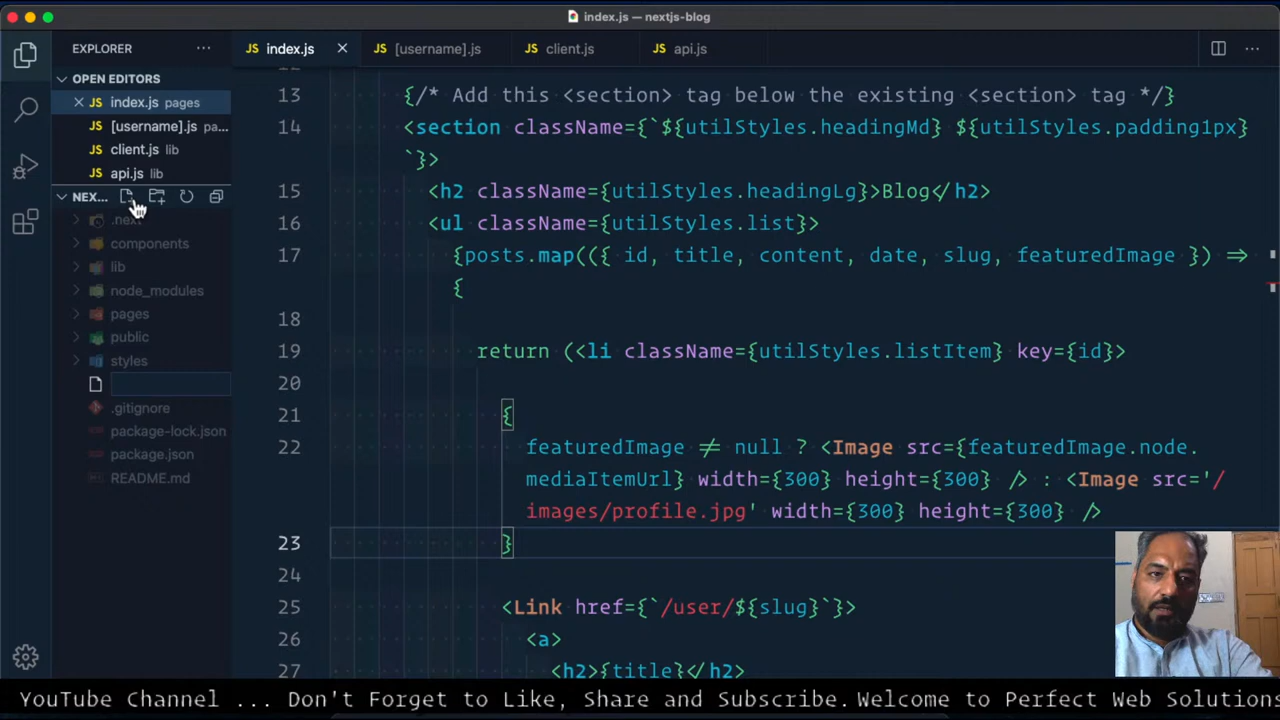 index.js — nextjs-blog
EXPLORER
JS index.js
JS [username].js
JS client.js
JS api.js
OPEN EDITORS
JS index.js pages
JS [username].js pa...
JS client.js lib
JS api.js lib
NEX...
.next
components
lib
node_modules
pages
public
styles
.gitignore
package-lock.json
package.json
README.md
13 {/* Add this <section> tag below the existing <section> tag */}
14 <section className={`${utilStyles.headingMd} ${utilStyles.padding1px}
`}>
15 <h2 className={utilStyles.headingLg}>Blog</h2>
16 <ul className={utilStyles.list}>
17 {posts.map(({ id, title, content, date, slug, featuredImage }) =>
{
18
19 return (<li className={utilStyles.listItem} key={id}>
20
21 {
22 featuredImage != null ? <Image src={featuredImage.node.
mediaItemUrl} width={300} height={300} /> : <Image src='/
images/profile.jpg' width={300} height={300} />
23 }
24
25 <Link href={`/user/${slug}`}>
26 <a>
27 <h2>{title}</h2>
YouTube Channel ... Don't Forget to Like, Share and Subscribe.Welcome to Perfect Web Solutions